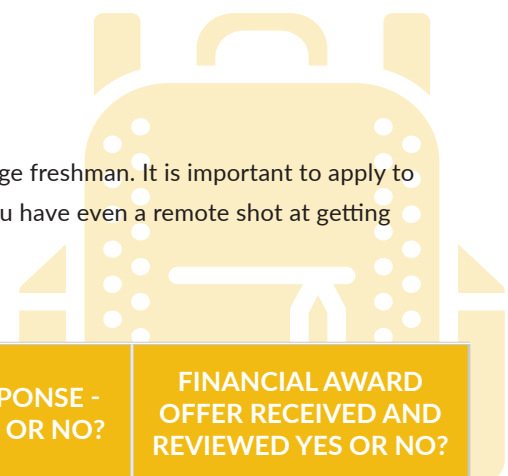 ge freshman. It is important to apply to
u have even a remote shot at getting
PONSE -
OR NO?
FINANCIAL AWARD
OFFER RECEIVED AND
REVIEWED YES OR NO?